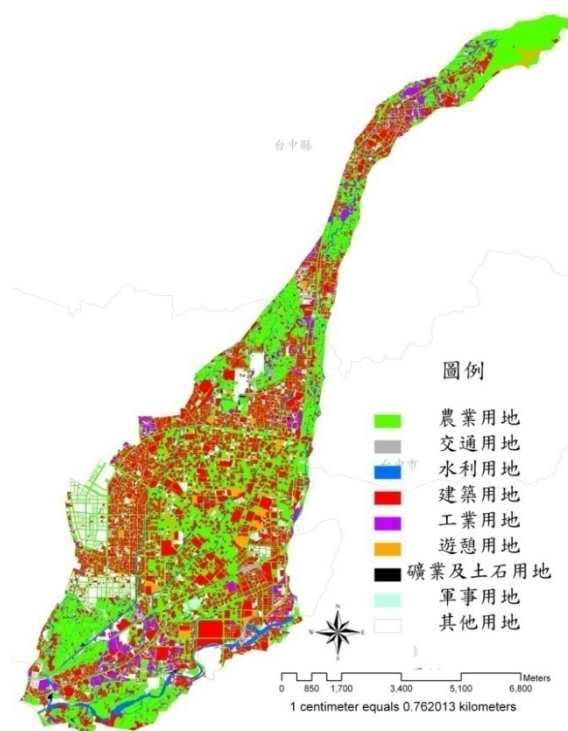 台中縣
圖例
農業用地
交通用地
水利用地
建築用地
工業用地
遊憩用地
礦業及土石用地
軍事用地
其他用地
台中市
N
W
E
S
Meters
0 850 1,700 3,400 5,100 6,800
1 centimeter equals 0.762013 kilometers